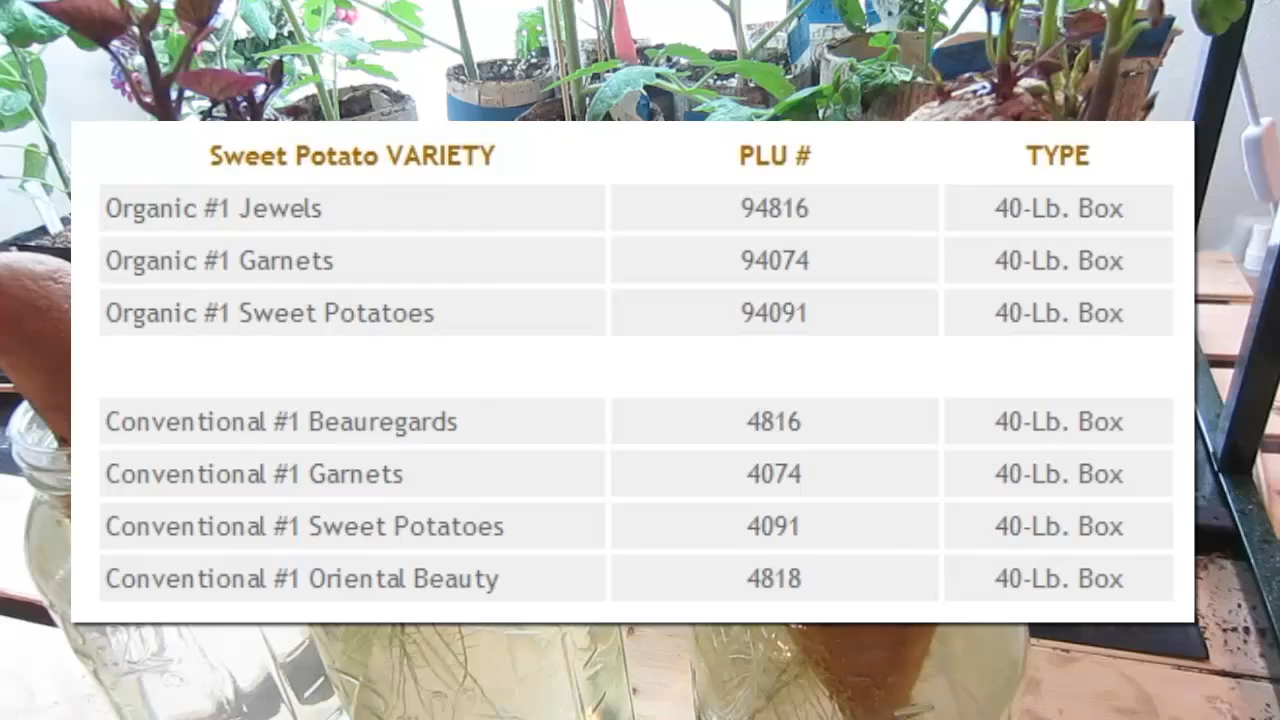 Sweet Potato VARIETY PLU # TYPE
Organic #1 Jewels 94816 40-Lb. Box
Organic #1 Garnets 94074 40-Lb. Box
Organic #1 Sweet Potatoes 94091 40-Lb. Box
Conventional #1 Beauregards 4816 40-Lb. Box
Conventional #1 Garnets 4074 40-Lb. Box
Conventional #1 Sweet Potatoes 4091 40-Lb. Box
Conventional #1 Oriental Beauty 4818 40-Lb. Box